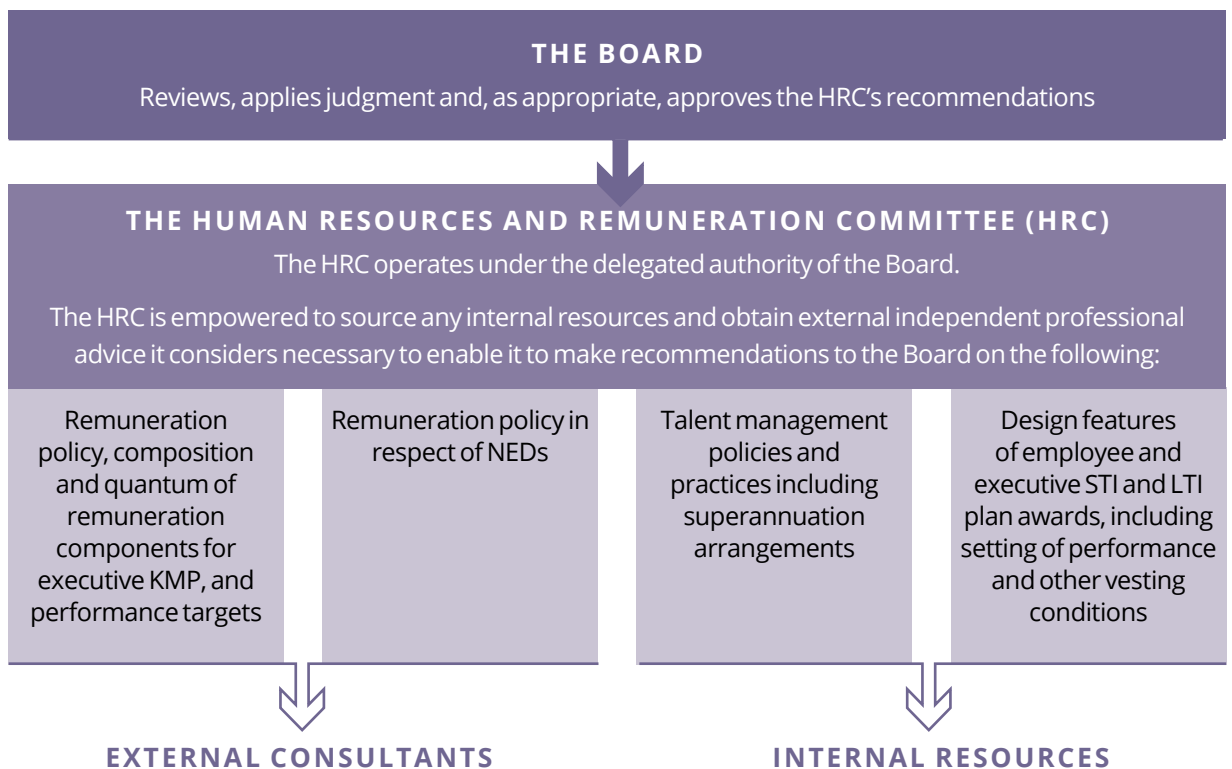 THE BOARD
Reviews, applies judgment and, as appropriate, approves the HRC’s recommendations
THE HUMAN RESOURCES AND REMUNERATION COMMITTEE (HRC)
The HRC operates under the delegated authority of the Board.
The HRC is empowered to source any internal resources and obtain external independent professional
advice it considers necessary to enable it to make recommendations to the Board on the following:
Remuneration
policy, composition
and quantum of
remuneration
components for
executive KMP, and
performance targets
Remuneration policy in
respect of NEDs
Talent management
policies and
practices including
superannuation
arrangements
Design features
of employee and
executive STI and LTI
plan awards, including
setting of performance
and other vesting
conditions
EXTERNAL CONSULTANTS
INTERNAL RESOURCES